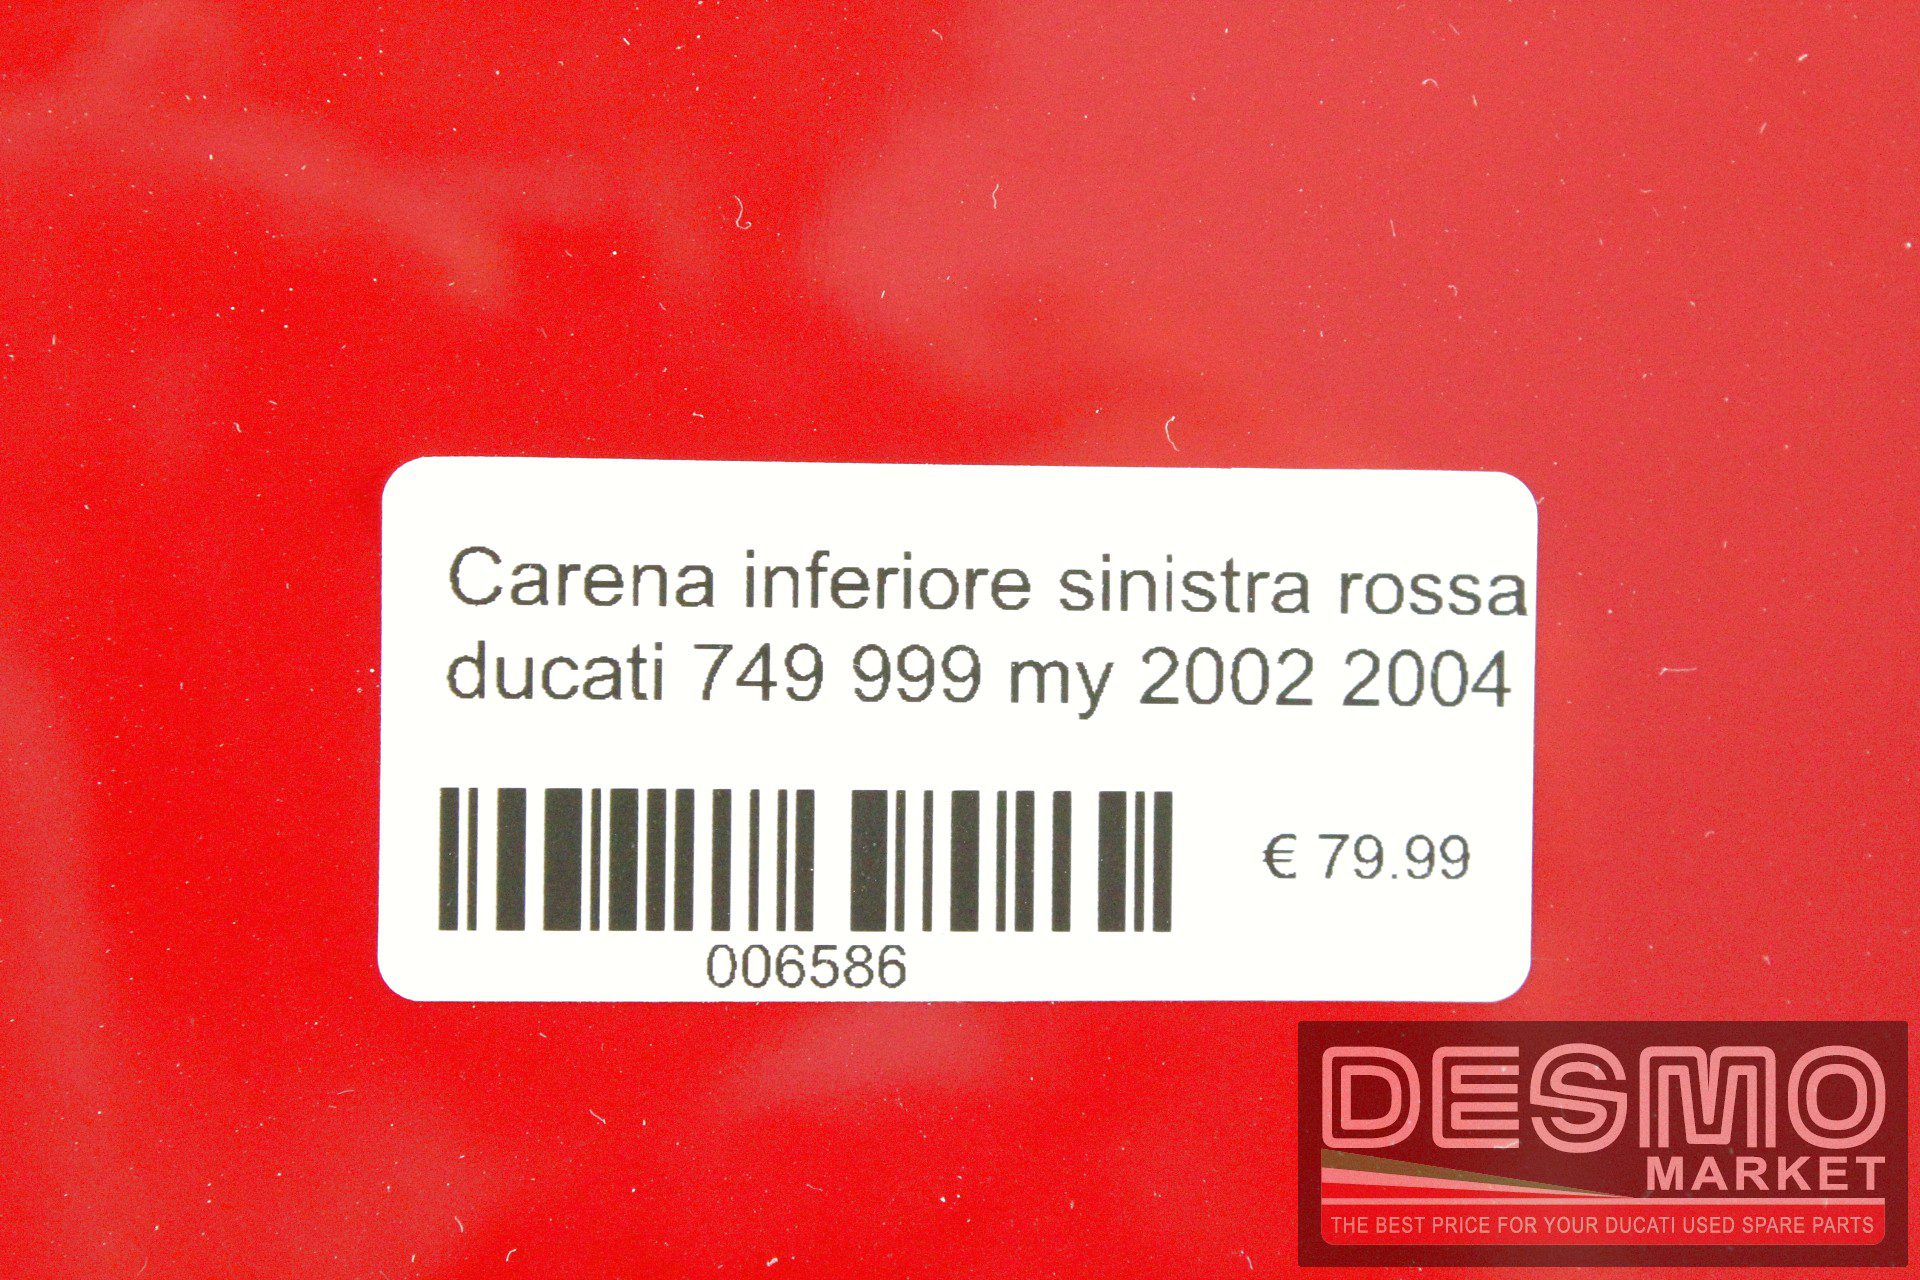 Carena inferiore sinistra rossa
ducati 749 999 my 2002 2004
€ 79.99
006586
DESMO
MARKET
THE BEST PRICE FOR YOUR DUCATI USED SPARE PARTS